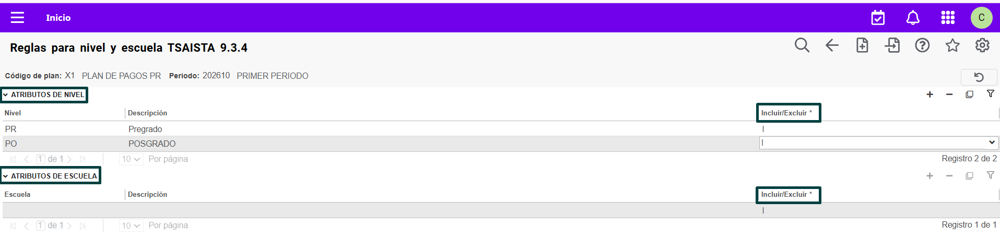 Inicio
C
Reglas para nivel y escuela TSAISTA 9.3.4
Código de plan: X1 PLAN DE PAGOS PR Periodo: 202610 PRIMER PERIODO
ATRIBUTOS DE NIVEL
Nivel Descripción Incluir/Excluir *
PR Pregrado I
PO POSGRADO I
1 de 1 10 Por página Registro 2 de 2
ATRIBUTOS DE ESCUELA
Escuela Descripción Incluir/Excluir *
I
1 de 1 10 Por página Registro 1 de 1